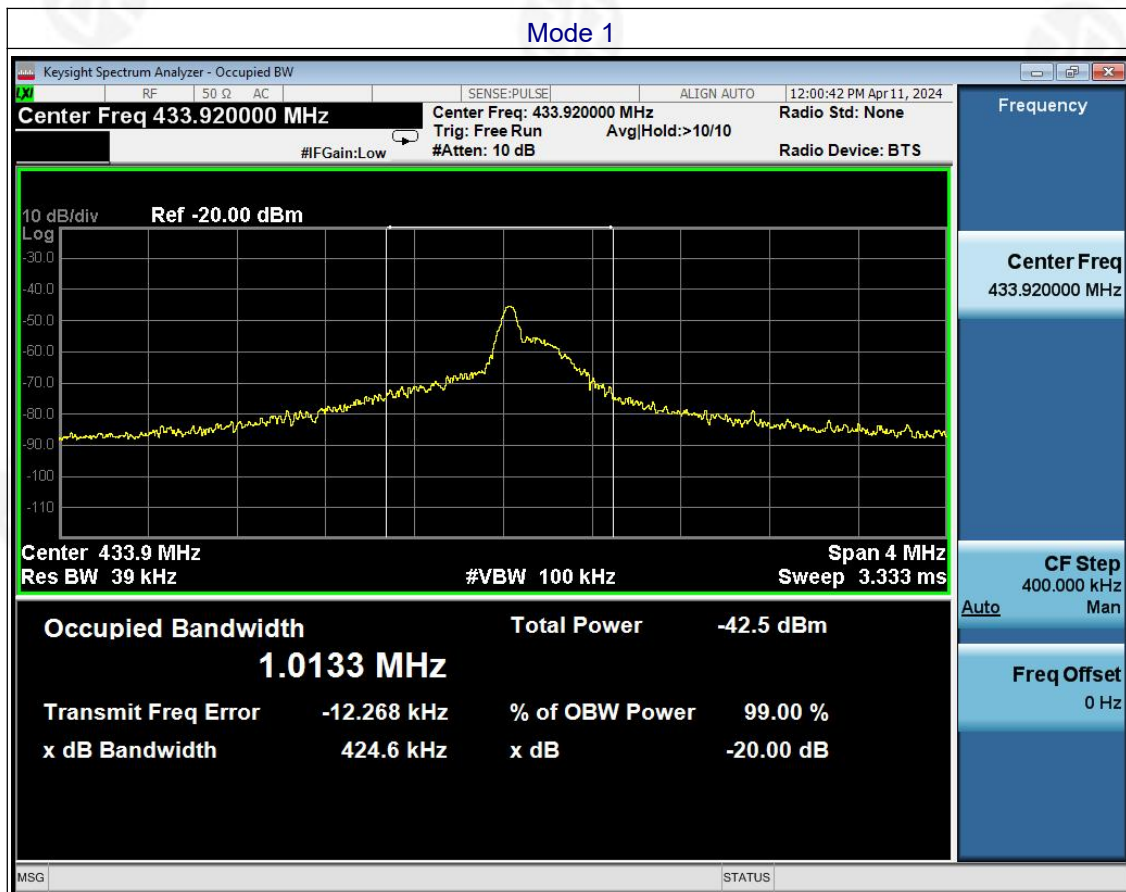 Mode 1
Keysight Spectrum Analyzer - Occupied BW
LXI RF 50 Ω AC SENSE:PULSE ALIGN AUTO 12:00:42 PM Apr 11, 2024
Center Freq 433.920000 MHz
Center Freq: 433.920000 MHz Radio Std: None
Trig: Free Run Avg|Hold:>10/10
#IFGain:Low #Atten: 10 dB Radio Device: BTS
10 dB/div Ref -20.00 dBm
Log
-30.0
-40.0
-50.0
-60.0
-70.0
-80.0
-90.0
-100
-110
Center 433.9 MHz Span 4 MHz
Res BW 39 kHz #VBW 100 kHz Sweep 3.333 ms
Occupied Bandwidth Total Power -42.5 dBm
1.0133 MHz
Transmit Freq Error -12.268 kHz % of OBW Power 99.00 %
x dB Bandwidth 424.6 kHz x dB -20.00 dB
Frequency
Center Freq
433.920000 MHz
CF Step
400.000 kHz
Auto Man
Freq Offset
0 Hz
MSG STATUS